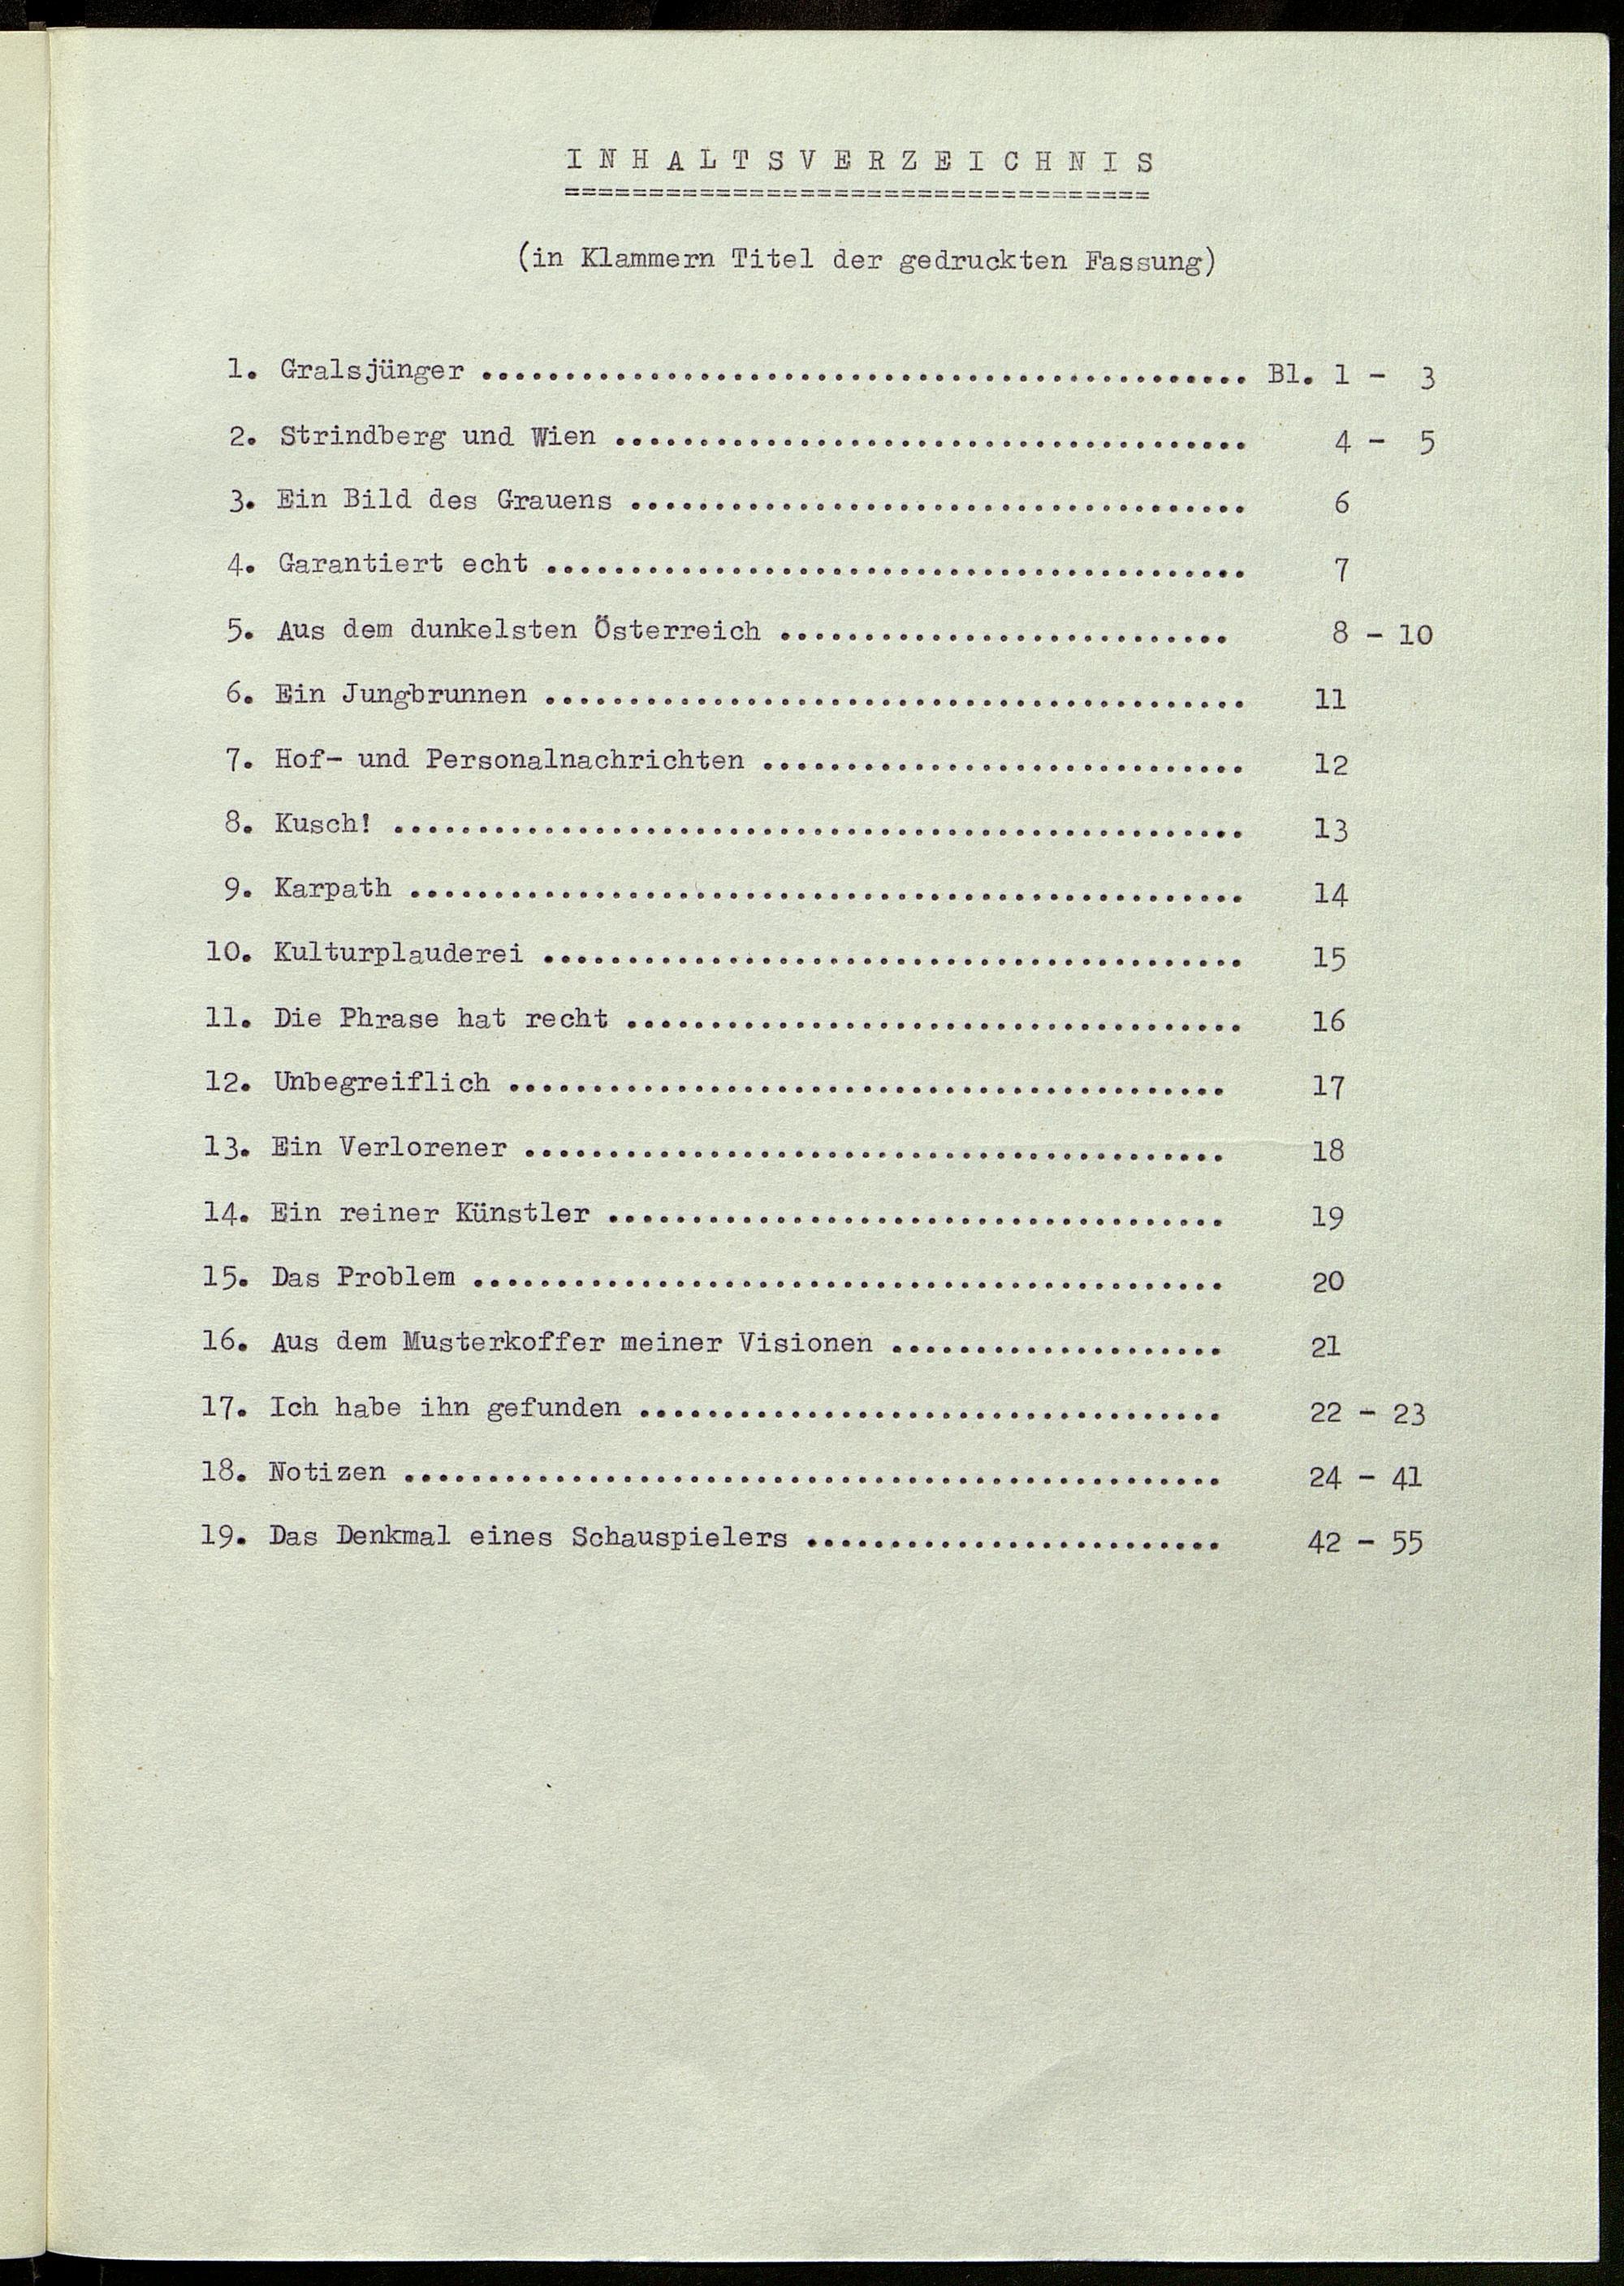 INHALTSVERZEICHNIS
===================================
(in Klammern Titel der gedruckten Fassung)
1. Gralsjünger .............................................. Bl. 1 - 3
2. Strindberg und Wien ...................................... 4 - 5
3. Ein Bild des Grauens ..................................... 6
4. Garantiert echt .......................................... 7
5. Aus dem dunkelsten Österreich ........................... 8 - 10
6. Ein Jungbrunnen .......................................... 11
7. Hof- und Personalnachrichten ............................. 12
8. Kusch! ................................................... 13
9. Karpath .................................................. 14
10. Kulturplauderei .......................................... 15
11. Die Phrase hat recht ..................................... 16
12. Unbegreiflich ........................................... 17
13. Ein Verlorener .......................................... 18
14. Ein reiner Künstler ..................................... 19
15. Das Problem ............................................. 20
16. Aus dem Musterkoffer meiner Visionen .................... 21
17. Ich habe ihn gefunden ................................... 22 - 23
18. Notizen ................................................. 24 - 41
19. Das Denkmal eines Schauspielers ......................... 42 - 55